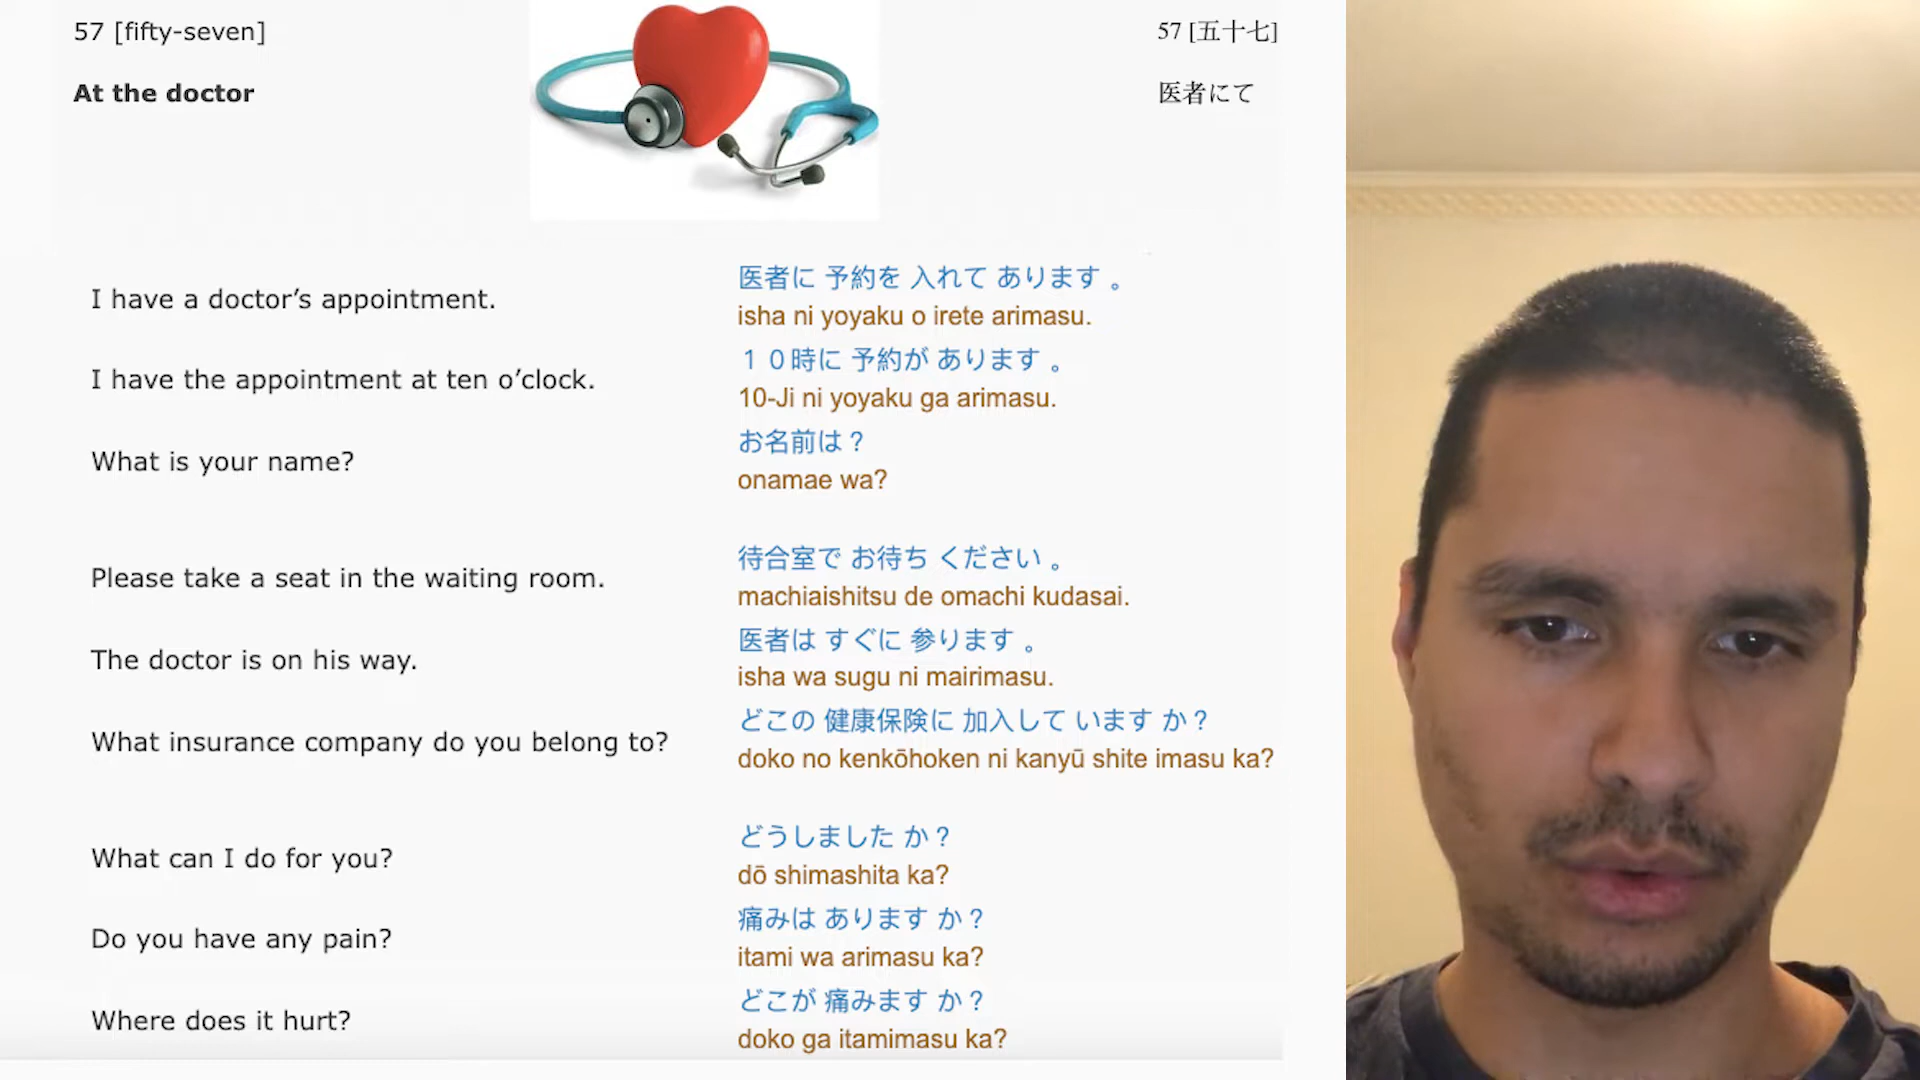 57 [fifty-seven]
57 [五十七]
At the doctor
医者にて
I have a doctor’s appointment.
医者に 予約を 入れて あります 。
isha ni yoyaku o irete arimasu.
I have the appointment at ten o’clock.
１０時に 予約が あります 。
10-Ji ni yoyaku ga arimasu.
What is your name?
お名前は ?
onamae wa?
Please take a seat in the waiting room.
待合室で お待ち ください 。
machiaishitsu de omachi kudasai.
The doctor is on his way.
医者は すぐに 参ります 。
isha wa sugu ni mairimasu.
What insurance company do you belong to?
どこの 健康保険に 加入して います か ?
doko no kenkōhoken ni kanyū shite imasu ka?
What can I do for you?
どうしました か ?
dō shimashita ka?
Do you have any pain?
痛みは あります か ?
itami wa arimasu ka?
Where does it hurt?
どこが 痛みます か ?
doko ga itamimasu ka?